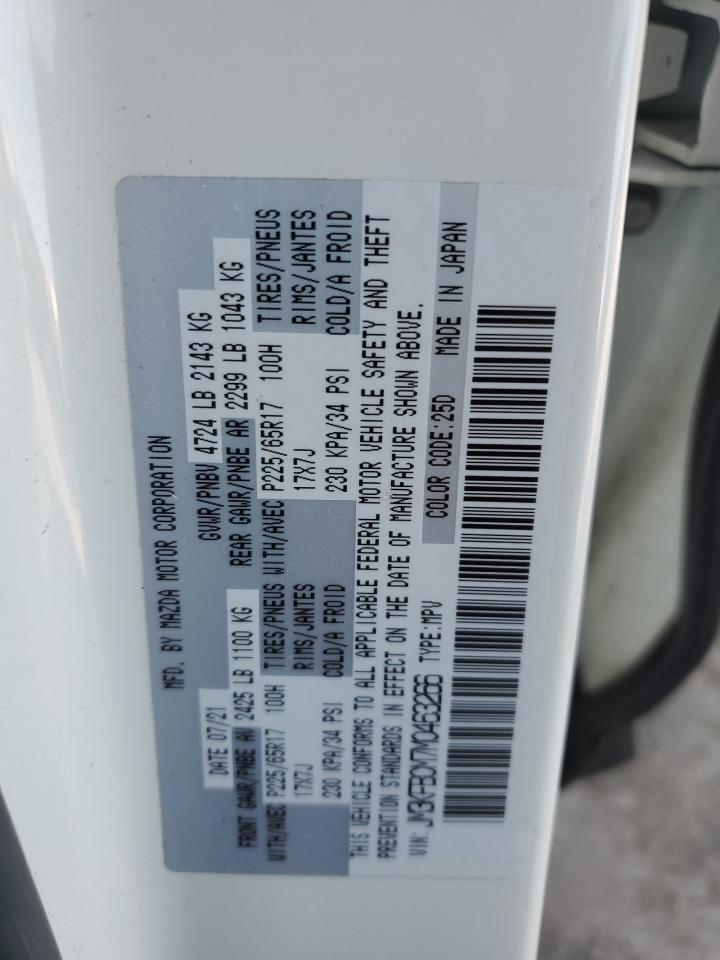 MFD. BY MAZDA MOTOR CORPORATION
DATE 07/21 GVWR/PNBV 4724 LB 2143 KG
FRONT GAWR/PNBE AV 2425 LB 1100 KG REAR GAWR/PNBE AR 2299 LB 1043 KG
WITH/AVEC P225/65R17 100H TIRES/PNEUS WITH/AVEC P225/65R17 100H TIRES/PNEUS
17X7J RIMS/JANTES 17X7J RIMS/JANTES
230 KPA/34 PSI COLD/A FROID 230 KPA/34 PSI COLD/A FROID
THIS VEHICLE CONFORMS TO ALL APPLICABLE FEDERAL MOTOR VEHICLE SAFETY AND THEFT
PREVENTION STANDARDS IN EFFECT ON THE DATE OF MANUFACTURE SHOWN ABOVE.
VIN: JM3KFBCM7M0463266 TYPE:MPV COLOR CODE:25D MADE IN JAPAN